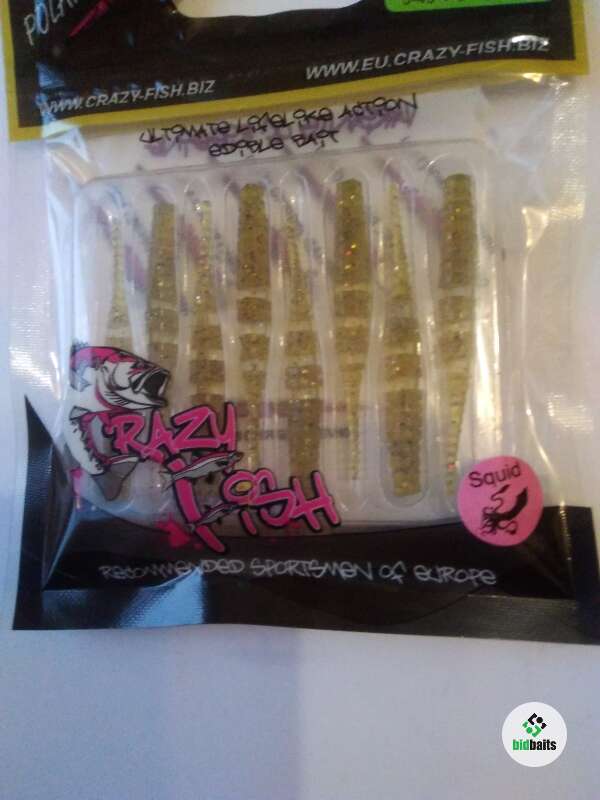 WWW.CRAZY-FISH.BIZ
WWW.EU.CRAZY-FISH.BIZ
ULTIMATE LIFELIKE ACTION
EDIBLE BAIT
CRAZY
FISH
Squid
RECOMMENDED SPORTSMEN OF EUROPE
bidbaits